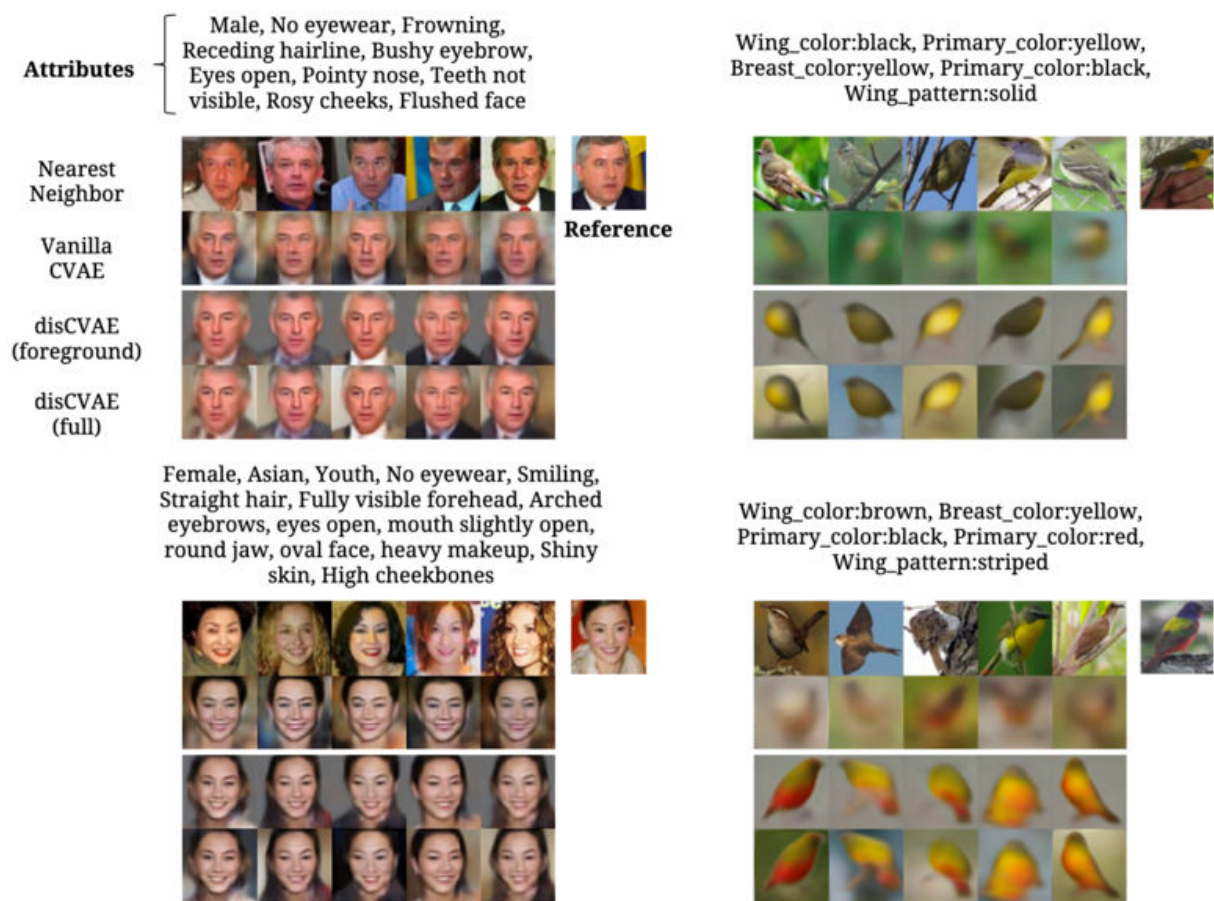 Attributes
Male, No eyewear, Frowning,
Receding hairline, Bushy eyebrow,
Eyes open, Pointy nose, Teeth not
visible, Rosy cheeks, Flushed face
Wing_color:black, Primary_color:yellow,
Breast_color:yellow, Primary_color:black,
Wing_pattern:solid
Nearest
Neighbor
Reference
Vanilla
CVAE
disCVAE
(foreground)
disCVAE
(full)
Female, Asian, Youth, No eyewear, Smiling,
Straight hair, Fully visible forehead, Arched
eyebrows, eyes open, mouth slightly open,
round jaw, oval face, heavy makeup, Shiny
skin, High cheekbones
Wing_color:brown, Breast_color:yellow,
Primary_color:black, Primary_color:red,
Wing_pattern:striped